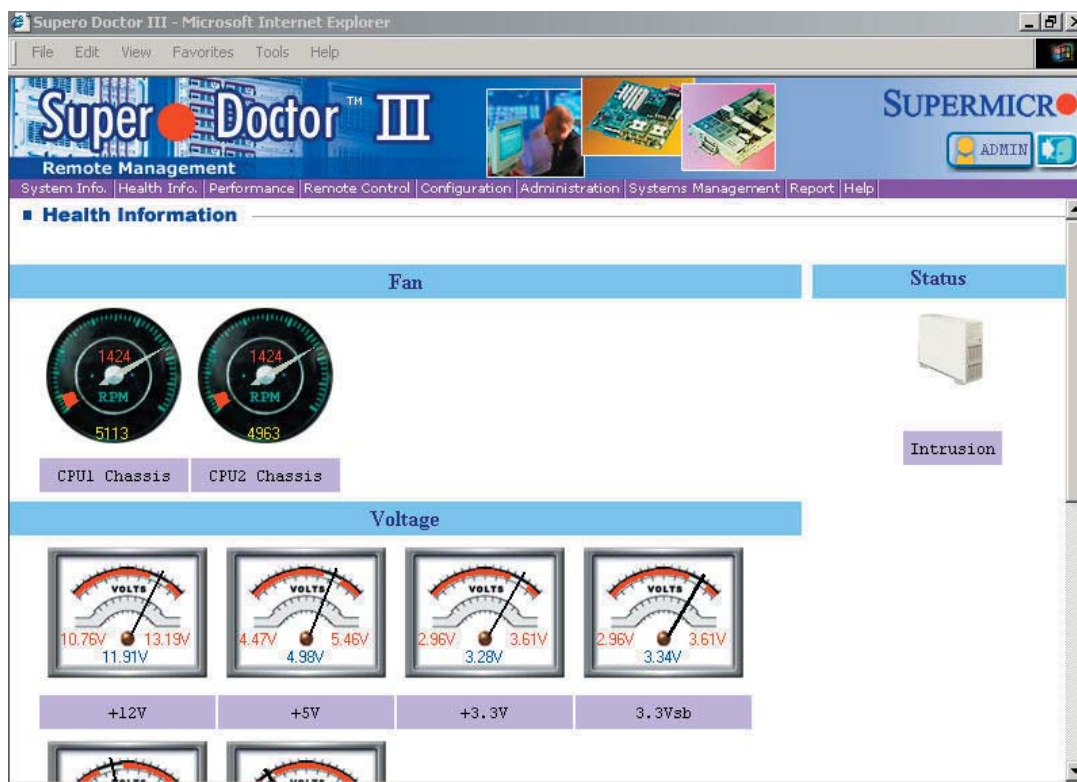 Supero Doctor III - Microsoft Internet Explorer
File Edit View Favorites Tools Help
Super Doctor™ III
SUPERMICR
ADMIN
Remote Management
System Info. Health Info. Performance Remote Control Configuration Administration Systems Management Report Help
Health Information
Fan
Status
1424
RPM
5113
1424
RPM
4963
CPU1 Chassis
CPU2 Chassis
Intrusion
Voltage
VOLTS
10.76V 13.19V
11.91V
VOLTS
4.47V 5.46V
4.98V
VOLTS
2.96V 3.61V
3.28V
VOLTS
2.96V 3.61V
3.34V
+12V
+5V
+3.3V
3.3Vsb